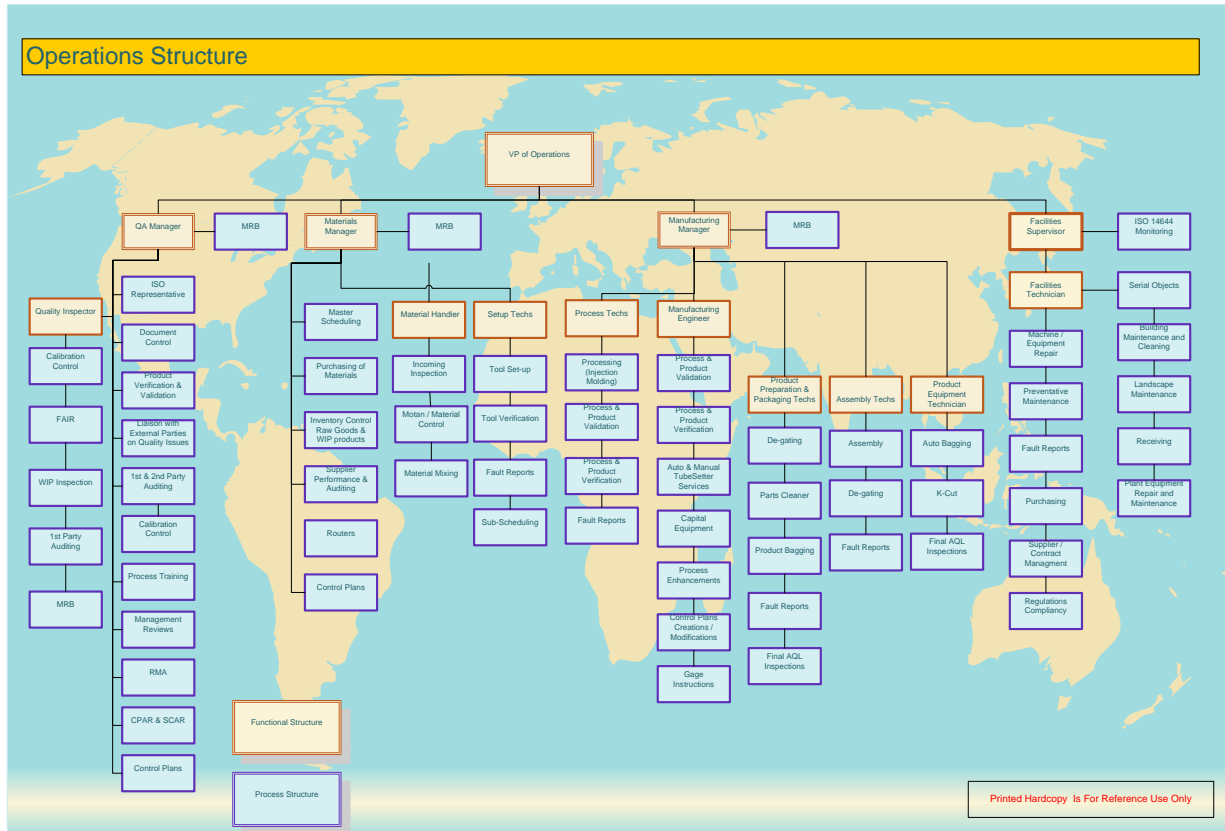 Operations Structure
VP of Operations
QA Manager
MRB
Materials
Manager
MRB
Manufacturing
Manager
MRB
Facilities
Supervisor
ISO 14644
Monitoring
Quality Inspector
Calibration
Control
FAIR
WIP Inspection
1st Party
Auditing
MRB
ISO
Representative
Document
Control
Product
Verification &
Validation
Liaison with
External Parties
on Quality Issues
1st & 2nd Party
Auditing
Calibration
Control
Process Training
Management
Reviews
RMA
CPAR & SCAR
Control Plans
Master
Scheduling
Purchasing of
Materials
Inventory Control
Raw Goods &
WIP products
Supplier
Performance &
Auditing
Routers
Control Plans
Material Handler
Incoming
Inspection
Motan / Material
Control
Material Mixing
Setup Techs
Tool Set-up
Tool Verification
Fault Reports
Sub-Scheduling
Process Techs
Processing
(Injection
Molding)
Process &
Product
Validation
Process &
Product
Verification
Fault Reports
Manufacturing
Engineer
Process &
Product
Validation
Process &
Product
Verification
Auto & Manual
TubeSetter
Services
Capital
Equipment
Process
Enhancements
Control Plans
Creations /
Modifications
Gage
Instructions
Product
Preparation &
Packaging Techs
De-gating
Parts Cleaner
Product Bagging
Fault Reports
Final AQL
Inspections
Assembly Techs
Assembly
De-gating
Fault Reports
Product
Equipment
Technician
Auto Bagging
K-Cut
Final AQL
Inspections
Facilities
Technician
Machine /
Equipment
Repair
Preventative
Maintenance
Fault Reports
Purchasing
Supplier /
Contract
Managment
Regulations
Compliancy
Serial Objects
Building
Maintenance and
Cleaning
Landscape
Maintenance
Receiving
Plant Equipment
Repair and
Maintenance
Functional Structure
Process Structure
Printed Hardcopy Is For Reference Use Only